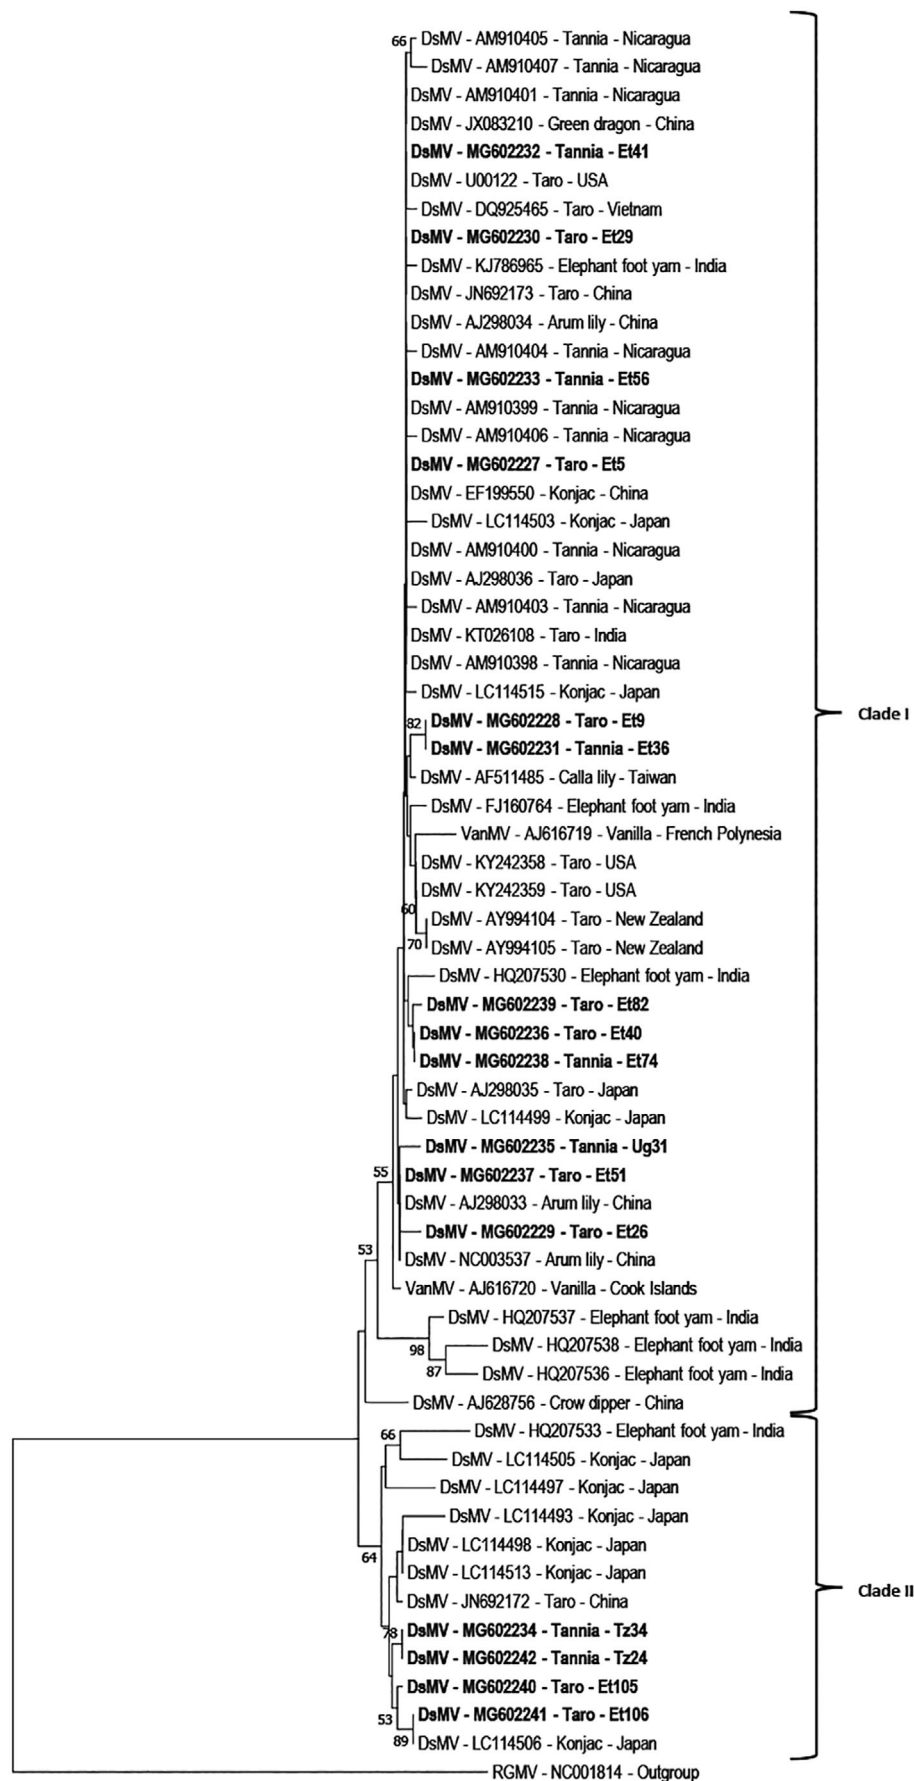 66
DsMV - AM910405 - Tannia - Nicaragua
DsMV - AM910407 - Tannia - Nicaragua
DsMV - AM910401 - Tannia - Nicaragua
DsMV - JX083210 - Green dragon - China
DsMV - MG602232 - Tannia - Et41
DsMV - U00122 - Taro - USA
DsMV - DQ925465 - Taro - Vietnam
DsMV - MG602230 - Taro - Et29
DsMV - KJ786965 - Elephant foot yam - India
DsMV - JN692173 - Taro - China
DsMV - AJ298034 - Arum lily - China
DsMV - AM910404 - Tannia - Nicaragua
DsMV - MG602233 - Tannia - Et56
DsMV - AM910399 - Tannia - Nicaragua
DsMV - AM910406 - Tannia - Nicaragua
DsMV - MG602227 - Taro - Et5
DsMV - EF199550 - Konjac - China
DsMV - LC114503 - Konjac - Japan
DsMV - AM910400 - Tannia - Nicaragua
DsMV - AJ298036 - Taro - Japan
DsMV - AM910403 - Tannia - Nicaragua
DsMV - KT026108 - Taro - India
DsMV - AM910398 - Tannia - Nicaragua
DsMV - LC114515 - Konjac - Japan
Clade I
82
DsMV - MG602228 - Taro - Et9
DsMV - MG602231 - Tannia - Et36
DsMV - AF511485 - Calla lily - Taiwan
DsMV - FJ160764 - Elephant foot yam - India
VanMV - AJ616719 - Vanilla - French Polynesia
DsMV - KY242358 - Taro - USA
DsMV - KY242359 - Taro - USA
60
DsMV - AY994104 - Taro - New Zealand
70
DsMV - AY994105 - Taro - New Zealand
DsMV - HQ207530 - Elephant foot yam - India
DsMV - MG602239 - Taro - Et82
DsMV - MG602236 - Taro - Et40
DsMV - MG602238 - Tannia - Et74
DsMV - AJ298035 - Taro - Japan
DsMV - LC114499 - Konjac - Japan
DsMV - MG602235 - Tannia - Ug31
55
DsMV - MG602237 - Taro - Et51
DsMV - AJ298033 - Arum lily - China
DsMV - MG602229 - Taro - Et26
53
DsMV - NC003537 - Arum lily - China
VanMV - AJ616720 - Vanilla - Cook Islands
DsMV - HQ207537 - Elephant foot yam - India
98
DsMV - HQ207538 - Elephant foot yam - India
87
DsMV - HQ207536 - Elephant foot yam - India
DsMV - AJ628756 - Crow dipper - China
DsMV - HQ207533 - Elephant foot yam - India
66
DsMV - LC114505 - Konjac - Japan
DsMV - LC114497 - Konjac - Japan
DsMV - LC114493 - Konjac - Japan
DsMV - LC114498 - Konjac - Japan
64
DsMV - LC114513 - Konjac - Japan
Clade II
DsMV - JN692172 - Taro - China
78
DsMV - MG602234 - Tannia - Tz34
DsMV - MG602242 - Tannia - Tz24
DsMV - MG602240 - Taro - Et105
53
DsMV - MG602241 - Taro - Et106
89
DsMV - LC114506 - Konjac - Japan
RGMV - NC001814 - Outgroup